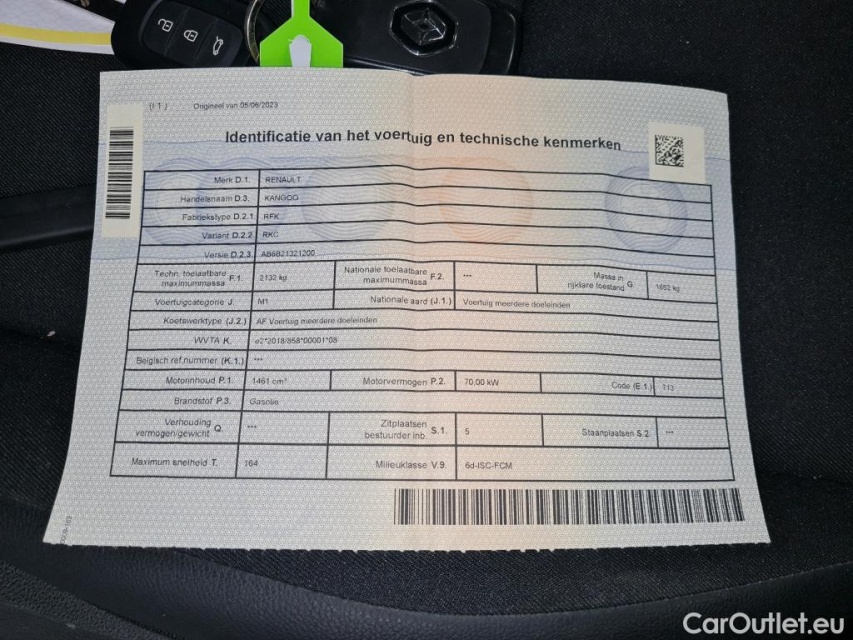 (I 1) Origineel van 05/06/2023
Identificatie van het voertuig en technische kenmerken
Merk D.1. RENAULT
Handelsnaam D.3. KANGOO
Fabriekstype D.2.1. RFK
Variant D.2.2. RKC
Versie D.2.3. AB6B21321200
Techn. toelaatbare maximummassa F.1. 2132 kg Nationale toelaatbare maximummassa F.2. *** Massa in rijklare toestand G. 1652 kg
Voertuigcategorie J. M1 Nationale aard (J.1.) Voertuig meerdere doeleinden
Koetswerktype (J.2.) AF Voertuig meerdere doeleinden
WVTA K. e2*2018/858*00001*08
Belgisch ref.nummer (K.1.) ***
Motorinhoud P.1. 1461 cm³ Motorvermogen P.2. 70,00 kW Code (E.1.) 713
Brandstof P.3. Gasolie
Verhouding vermogen/gewicht Q. *** Zitplaatsen bestuurder inb. S.1. 5 Staanplaatsen S.2. ***
Maximum snelheid T. 164 Milieuklasse V.9. 6d-ISC-FCM
CarOutlet.eu